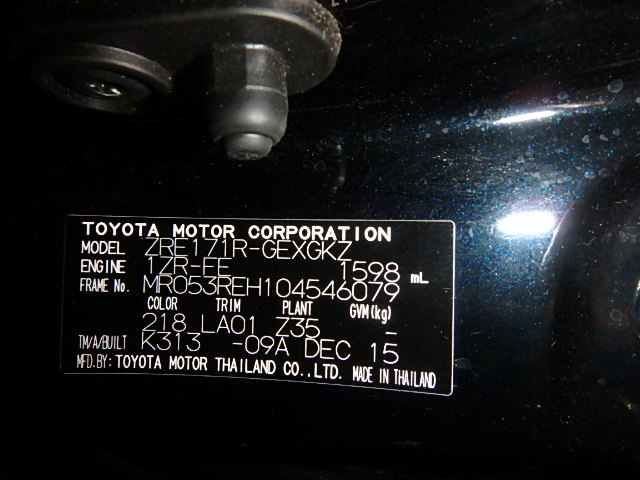 TOYOTA MOTOR CORPORATION
MODEL ZRE171R-GEXGKZ
ENGINE 1ZR-FE 1598 mL
FRAME No. MR053REH104546079
COLOR TRIM PLANT GVM(kg)
218 LA01 Z35 -
TM/A/BUILT K313 -09A DEC 15
MFD.BY: TOYOTA MOTOR THAILAND CO.,LTD. MADE IN THAILAND